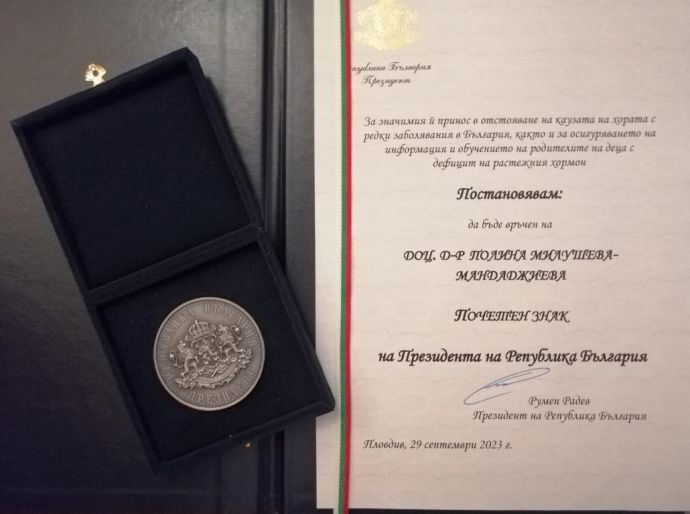 РЕПУБЛИКА БЪЛГАРИЯ
ПРЕЗИДЕНТ
България
Президент
За значимия ѝ принос в отстояване на каузата на хората с
редки заболявания в България, както и за осигуряването на
информация и обучението на родителите на деца с
дефицит на растежния хормон
Постановявам:
да бъде връчен на
ДОЦ. Д-Р ПОЛИНА МИЛУШЕВА-
МАНДАДЖИЕВА
ПОЧЕТЕН ЗНАК
на Президента на Република България
Румен Радев
Президент на Република България
Пловдив, 29 септември 2023 г.